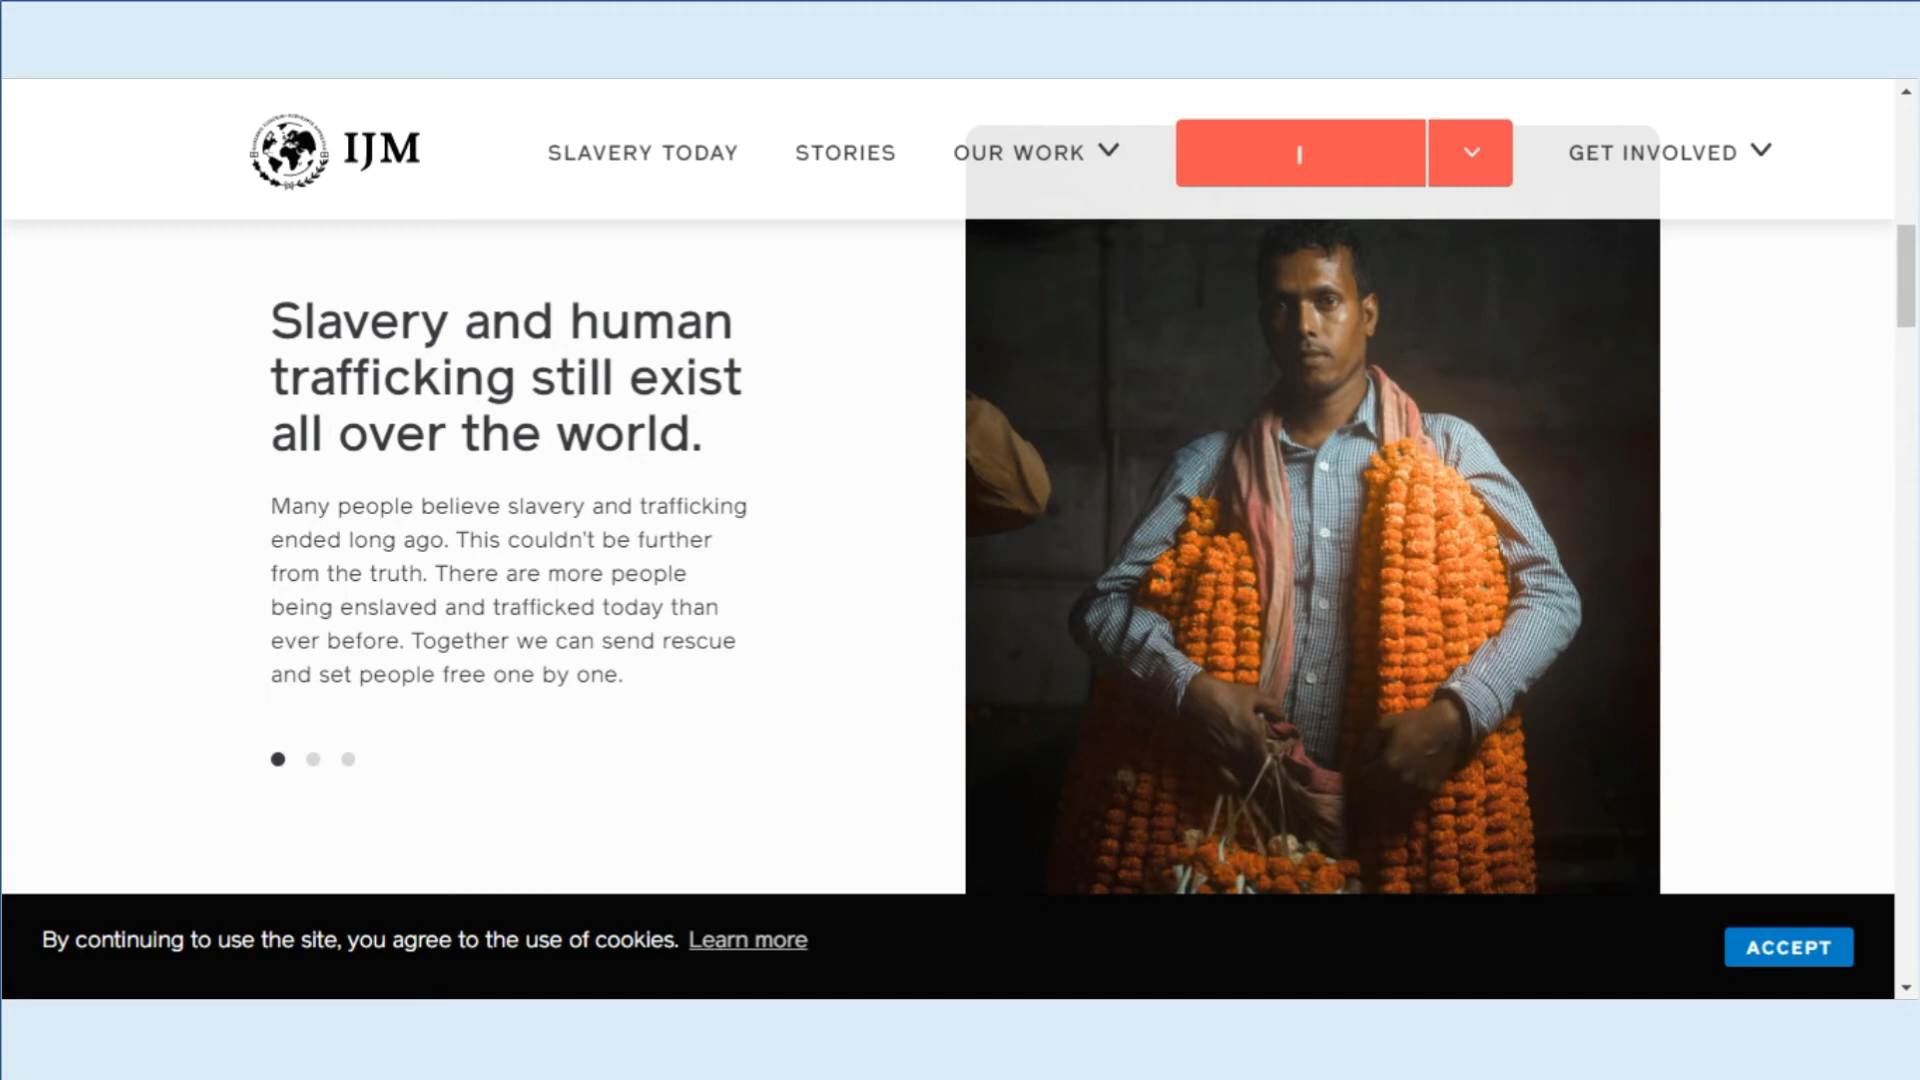 IJM
SLAVERY TODAY
STORIES
OUR WORK
GET INVOLVED
Slavery and human
trafficking still exist
all over the world.
Many people believe slavery and trafficking
ended long ago. This couldn't be further
from the truth. There are more people
being enslaved and trafficked today than
ever before. Together we can send rescue
and set people free one by one.
By continuing to use the site, you agree to the use of cookies. Learn more
ACCEPT